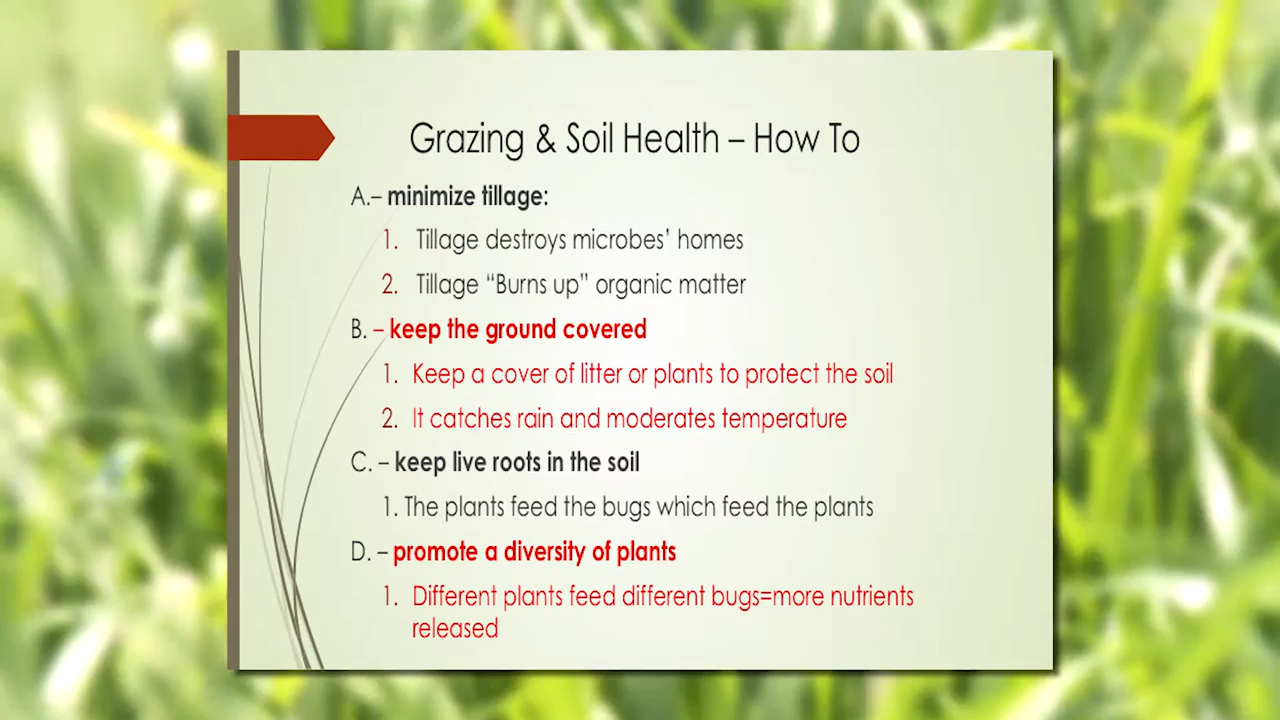 Grazing & Soil Health – How To
A.– minimize tillage:
1. Tillage destroys microbes’ homes
2. Tillage “Burns up” organic matter
B. – keep the ground covered
1. Keep a cover of litter or plants to protect the soil
2. It catches rain and moderates temperature
C. – keep live roots in the soil
1. The plants feed the bugs which feed the plants
D. – promote a diversity of plants
1. Different plants feed different bugs=more nutrients
released